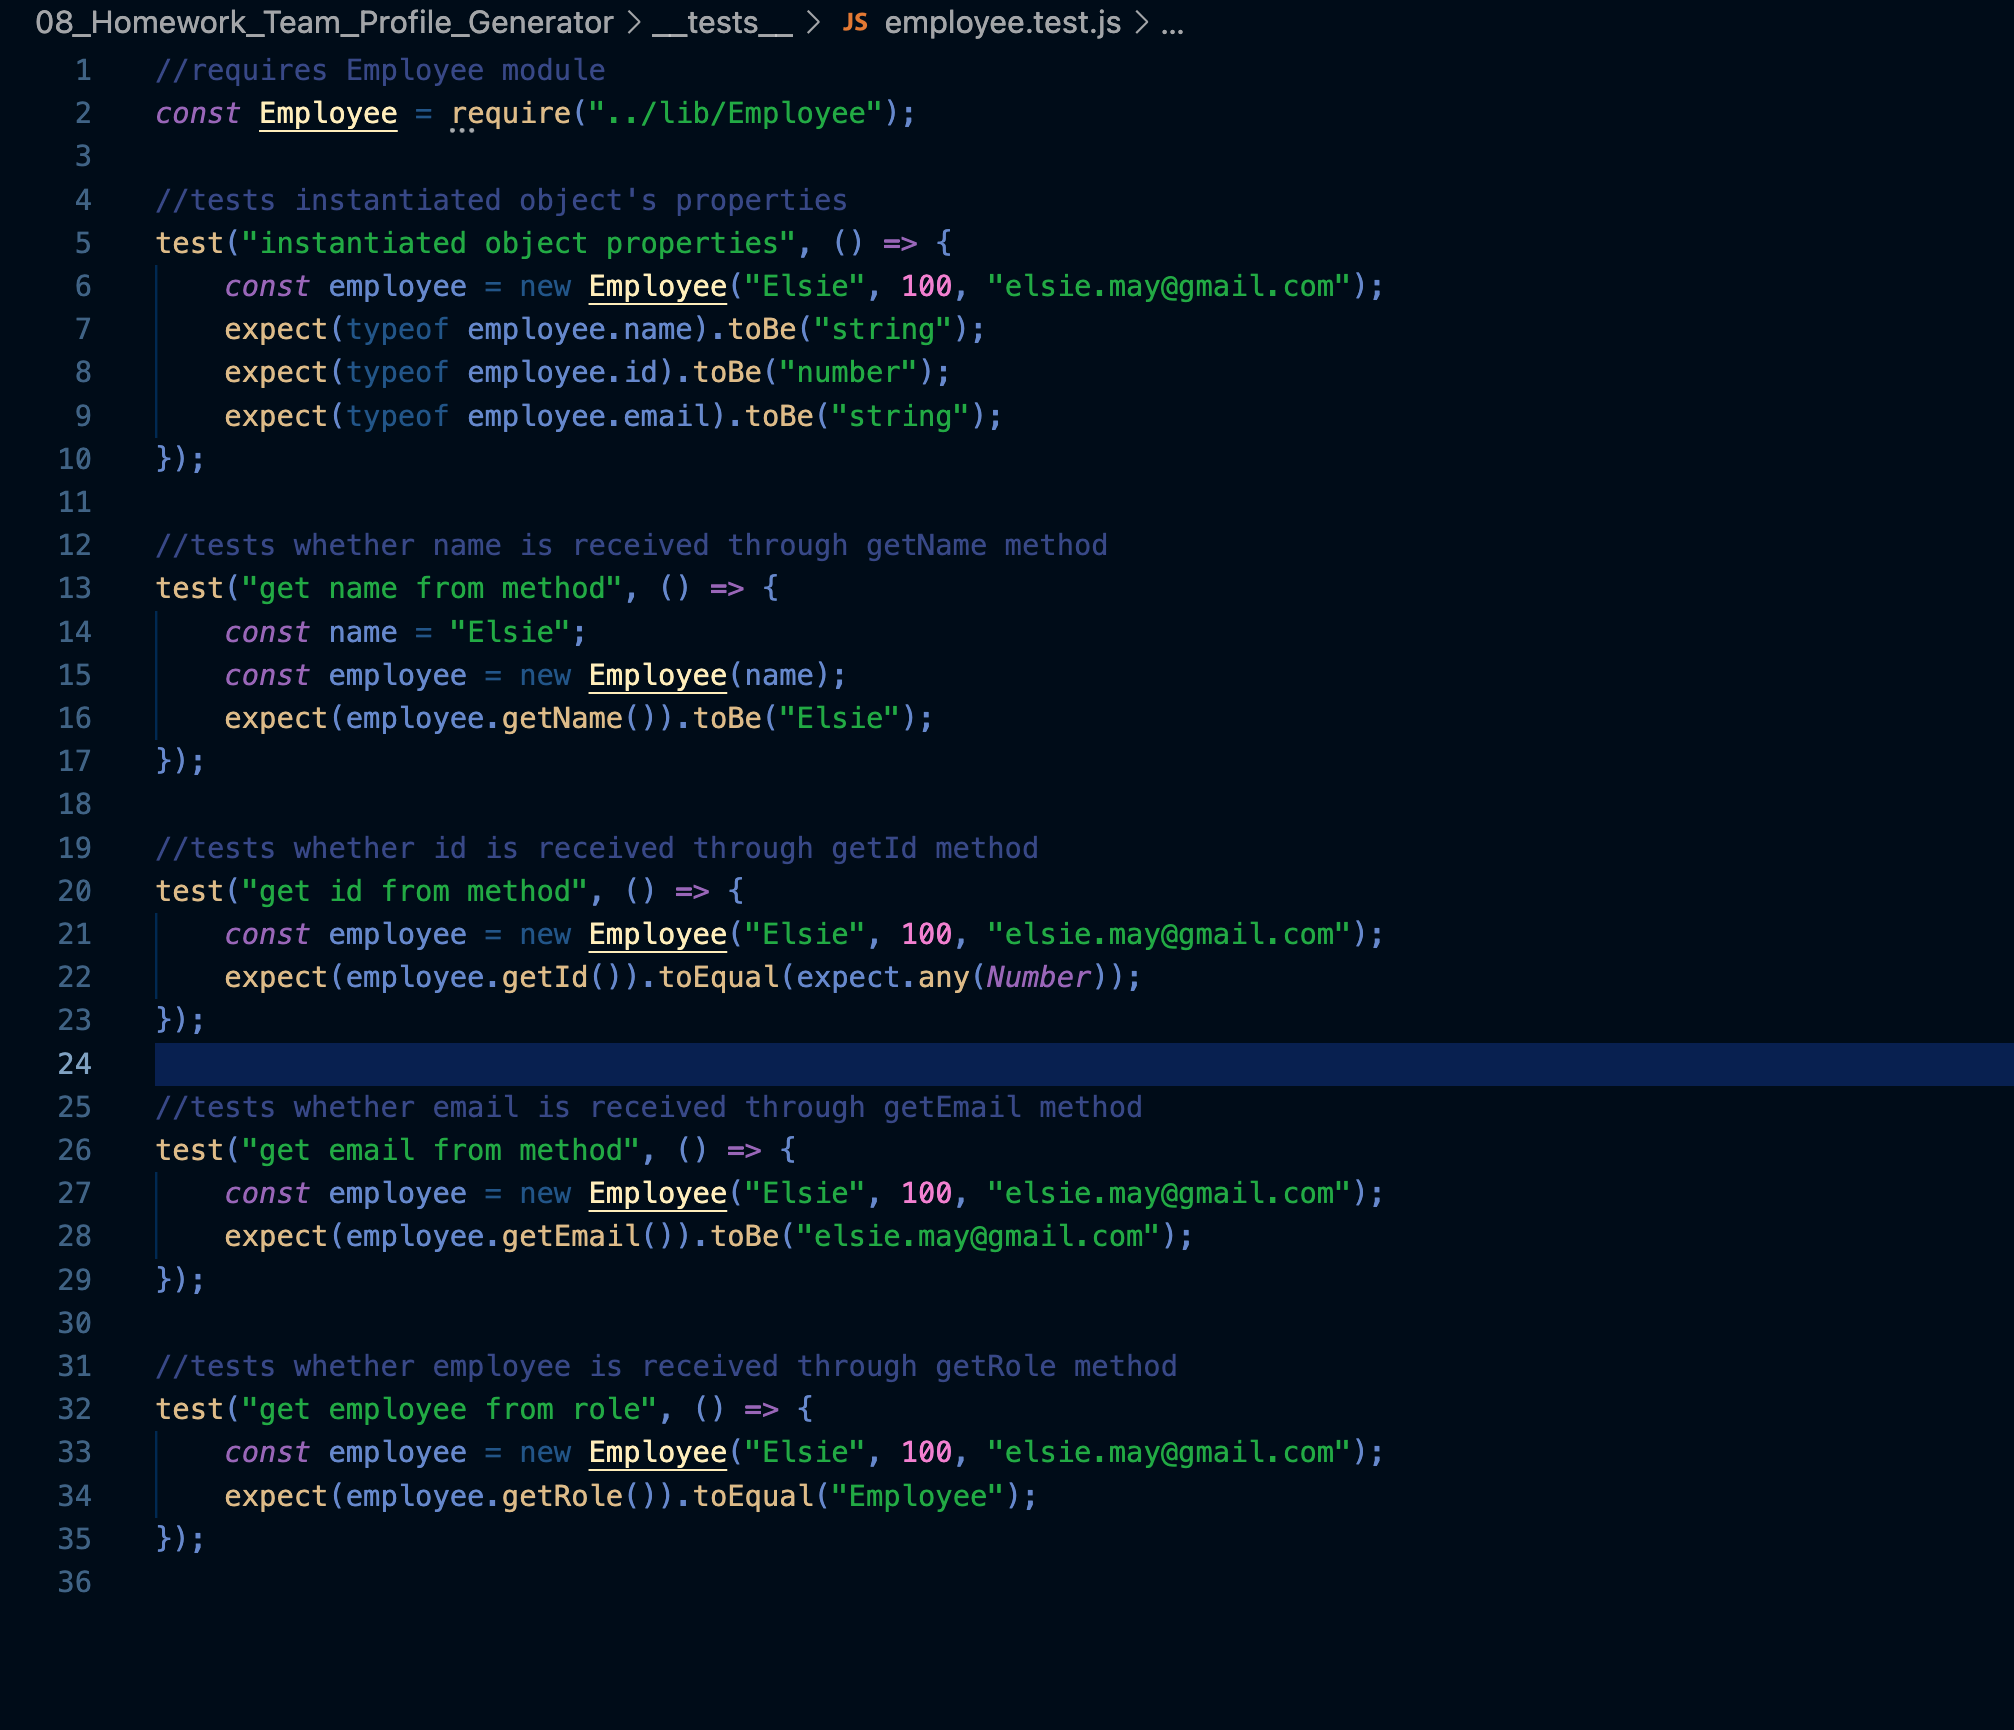 08_Homework_Team_Profile_Generator > __tests__ > JS employee.test.js > ...
1 //requires Employee module
2 const Employee = require("../lib/Employee");
3
4 //tests instantiated object's properties
5 test("instantiated object properties", () => {
6     const employee = new Employee("Elsie", 100, "elsie.may@gmail.com");
7     expect(typeof employee.name).toBe("string");
8     expect(typeof employee.id).toBe("number");
9     expect(typeof employee.email).toBe("string");
10 });
11
12 //tests whether name is received through getName method
13 test("get name from method", () => {
14     const name = "Elsie";
15     const employee = new Employee(name);
16     expect(employee.getName()).toBe("Elsie");
17 });
18
19 //tests whether id is received through getId method
20 test("get id from method", () => {
21     const employee = new Employee("Elsie", 100, "elsie.may@gmail.com");
22     expect(employee.getId()).toEqual(expect.any(Number));
23 });
24
25 //tests whether email is received through getEmail method
26 test("get email from method", () => {
27     const employee = new Employee("Elsie", 100, "elsie.may@gmail.com");
28     expect(employee.getEmail()).toBe("elsie.may@gmail.com");
29 });
30
31 //tests whether employee is received through getRole method
32 test("get employee from role", () => {
33     const employee = new Employee("Elsie", 100, "elsie.may@gmail.com");
34     expect(employee.getRole()).toEqual("Employee");
35 });
36